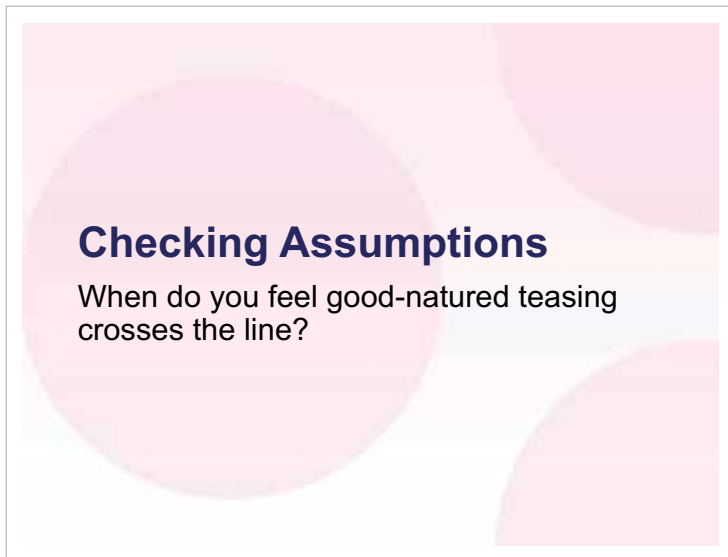 Checking Assumptions
When do you feel good-natured teasing
crosses the line?